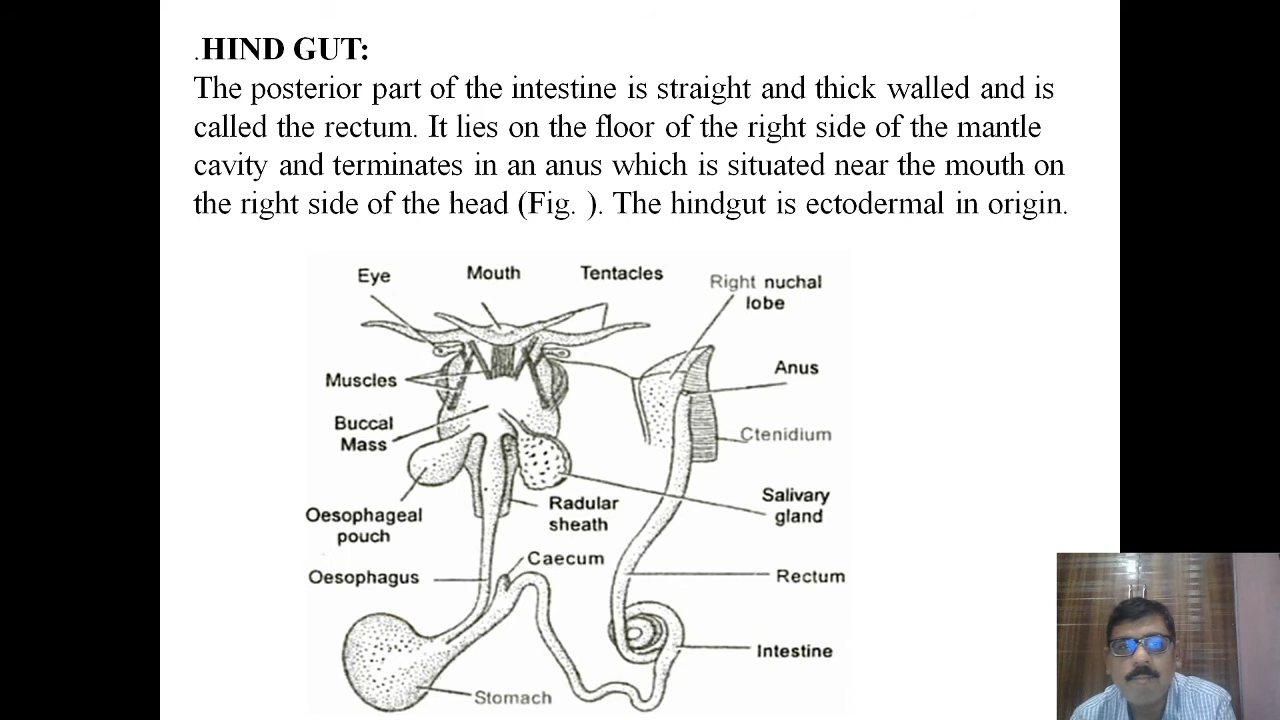 .HIND GUT:
The posterior part of the intestine is straight and thick walled and is
called the rectum. It lies on the floor of the right side of the mantle
cavity and terminates in an anus which is situated near the mouth on
the right side of the head (Fig. ). The hindgut is ectodermal in origin.
Eye
Mouth
Tentacles
Right nuchal
lobe
Anus
Muscles
Buccal
Mass
Ctenidium
Salivary
gland
Radular
sheath
Oesophageal
pouch
Caecum
Oesophagus
Rectum
Intestine
Stomach